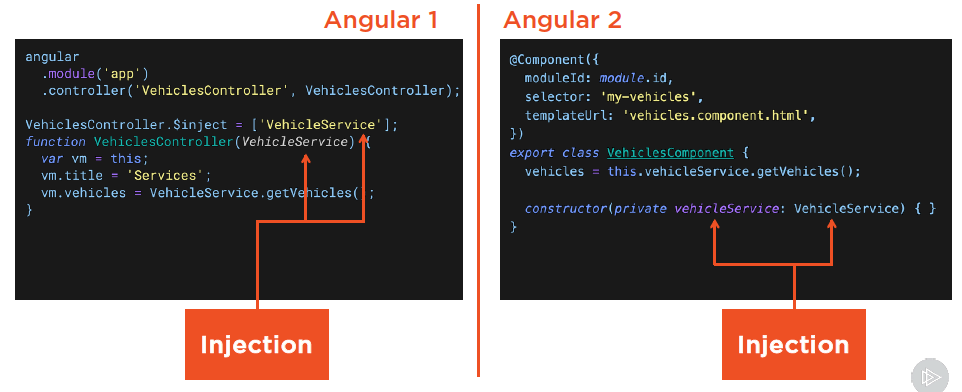 Angular 1
angular
.module('app')
.controller('VehiclesController', VehiclesController);
VehiclesController.$inject = ['VehicleService'];
function VehiclesController(VehicleService) {
var vm = this;
vm.title = 'Services';
vm.vehicles = VehicleService.getVehicles();
}
Injection
Angular 2
@Component({
moduleId: module.id,
selector: 'my-vehicles',
templateUrl: 'vehicles.component.html',
})
export class VehiclesComponent {
vehicles = this.vehicleService.getVehicles();
constructor(private vehicleService: VehicleService) { }
}
Injection